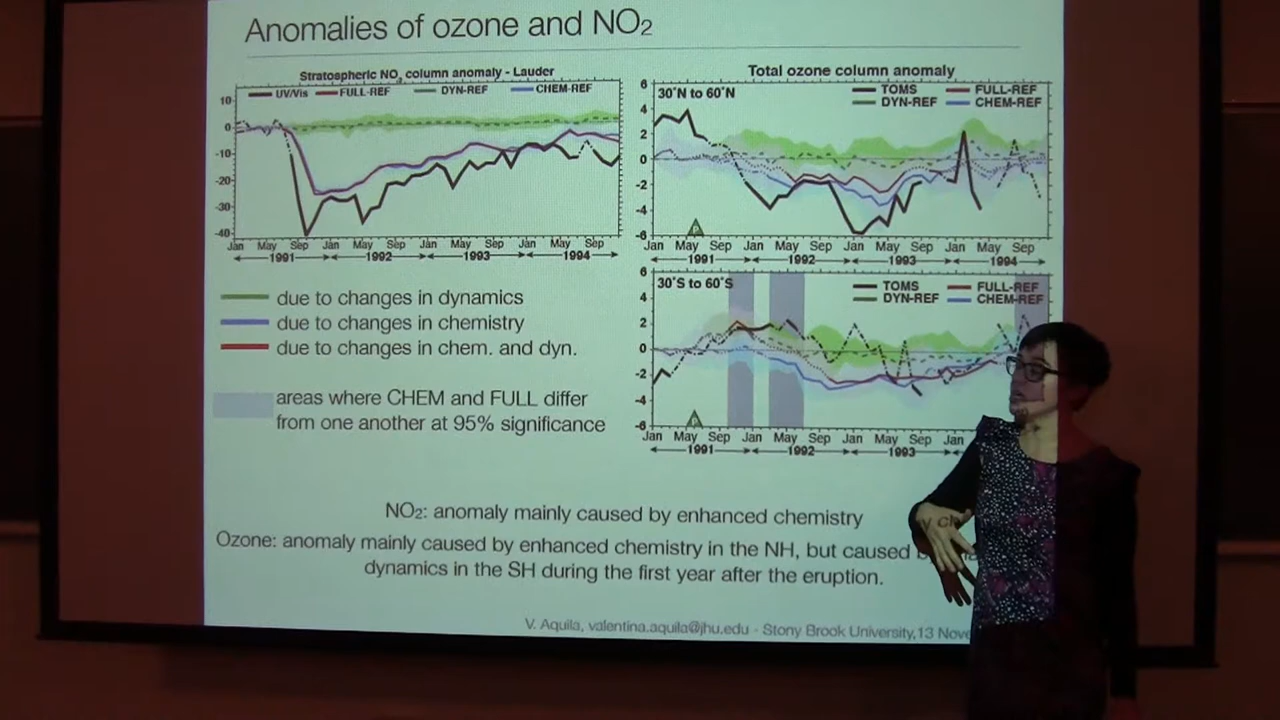 Anomalies of ozone and NO2
Stratospheric NO2 column anomaly - Lauder
UV/Vis FULL-REF DYN-REF CHEM-REF
10
0
-10
-20
-30
-40
Jan May Sep Jan May Sep Jan May Sep Jan May Sep
1991 1992 1993 1994
Total ozone column anomaly
30°N to 60°N
TOMS FULL-REF
DYN-REF CHEM-REF
6
4
2
0
-2
-4
-6
P
Jan May Sep Jan May Sep Jan May Sep Jan May Sep
1991 1992 1993 1994
30°S to 60°S
TOMS FULL-REF
DYN-REF CHEM-REF
6
4
2
0
-2
-4
-6
P
Jan May Sep Jan May Sep Jan May Sep Jan
1991 1992 1993
due to changes in dynamics
due to changes in chemistry
due to changes in chem. and dyn.
areas where CHEM and FULL differ
from one another at 95% significance
NO2: anomaly mainly caused by enhanced chemistry
Ozone: anomaly mainly caused by enhanced chemistry in the NH, but caused
dynamics in the SH during the first year after the eruption.
V. Aquila, valentina.aquila@jhu.edu - Stony Brook University, 13 Nove